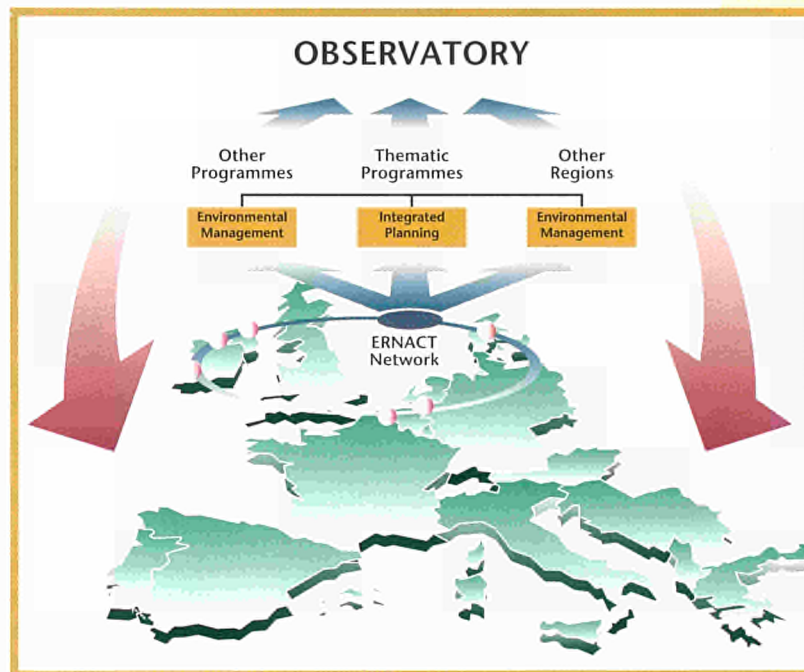 OBSERVATORY
Other
Programmes
Thematic
Programmes
Other
Regions
Environmental
Management
Integrated
Planning
Environmental
Management
ERNACT
Network